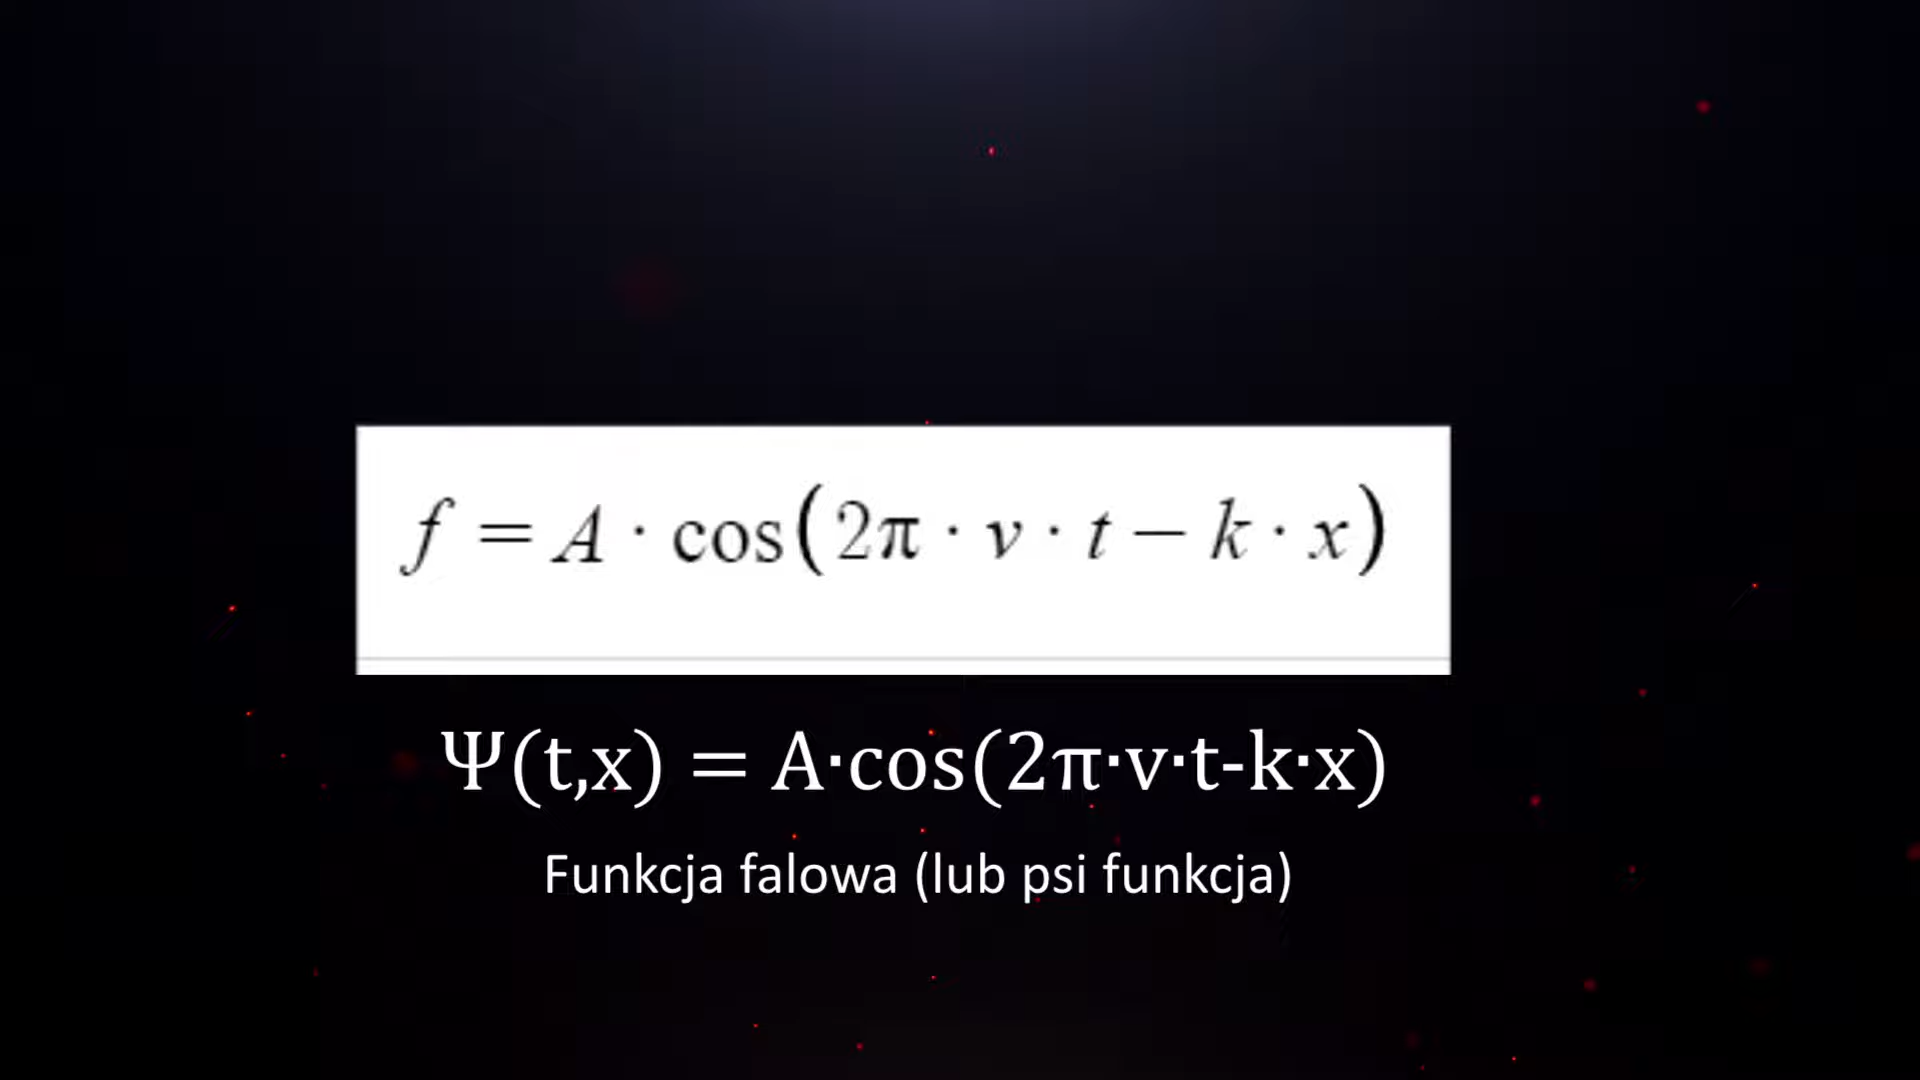 f = A · cos(2π · v · t − k · x)
Ψ(t,x) = A·cos(2π·v·t-k·x)
Funkcja falowa (lub psi funkcja)